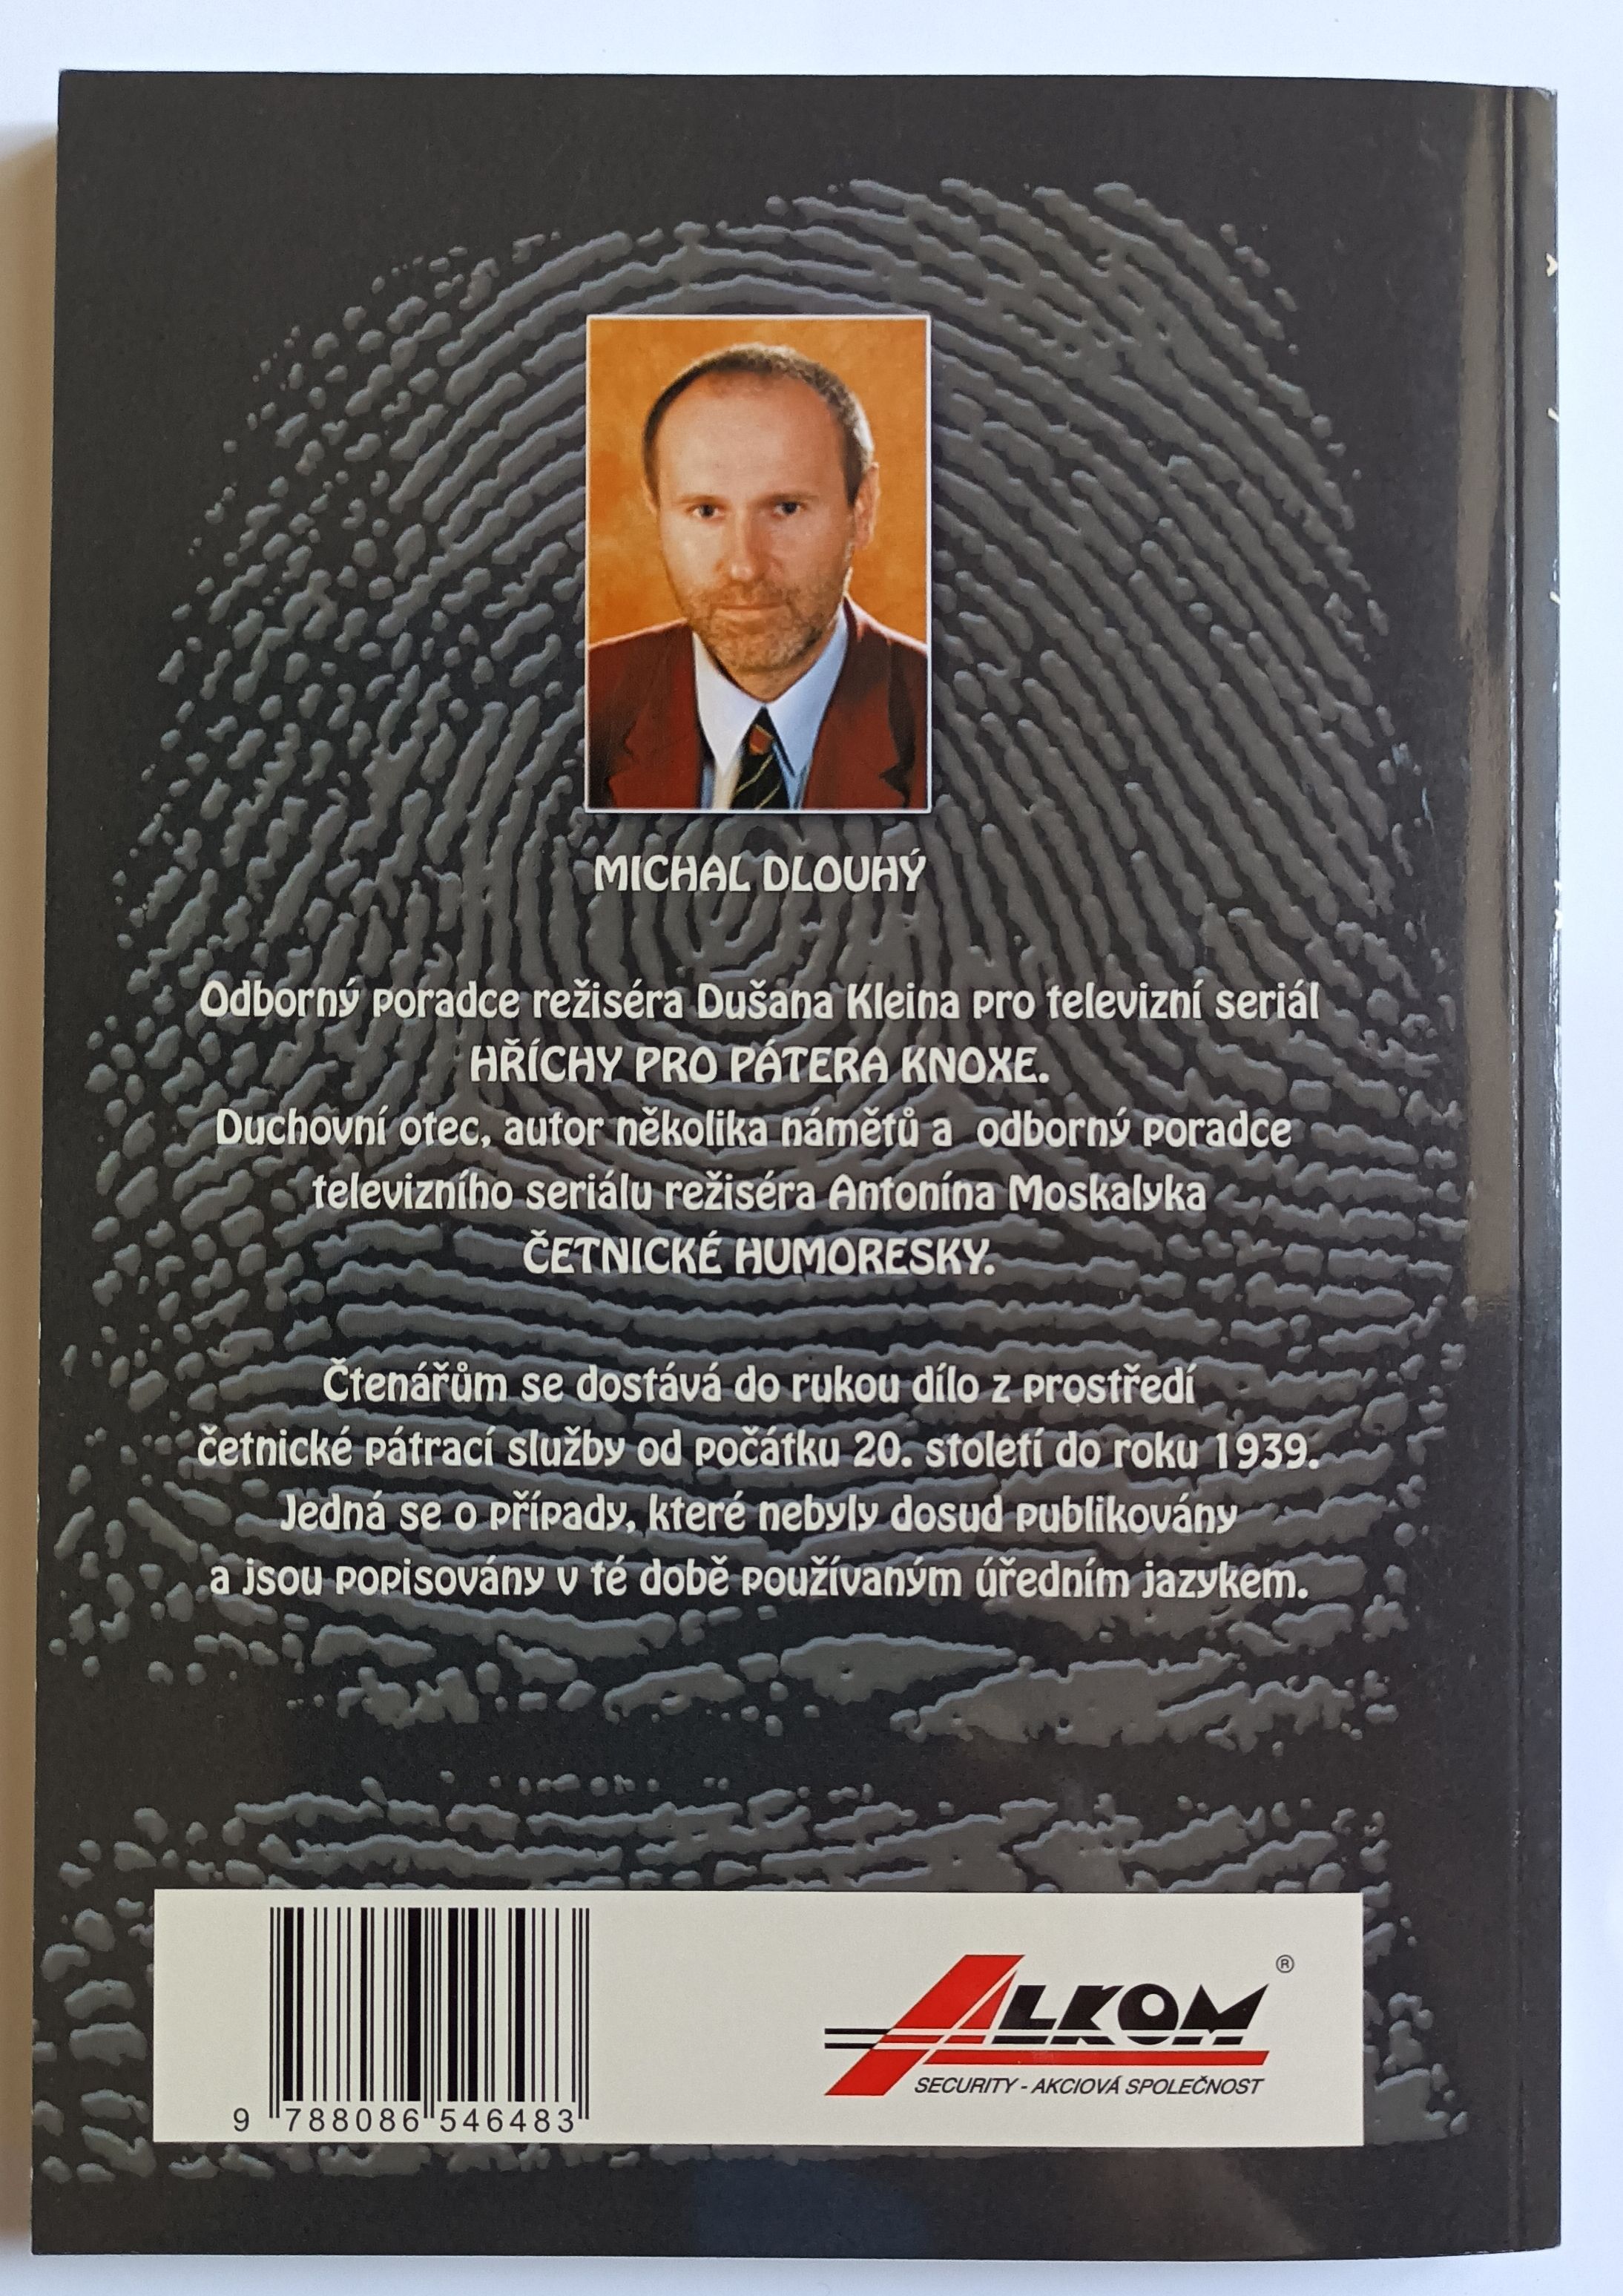 MICHAL DLOUHÝ
Odborný poradce režiséra Dušana Kleina pro televizní seriál
HŘÍCHY PRO PÁTERA KNOXE.
Duchovní otec, autor několika námětů a odborný poradce
televizního seriálu režiséra Antonína Moskalyka
ČETNICKÉ HUMORESKY.
Čtenářům se dostává do rukou dílo z prostředí
četnické pátrací služby od počátku 20. století do roku 1939.
Jedná se o případy, které nebyly dosud publikovány
a jsou popisovány v té době používaným úředním jazykem.
9 788086 546483
ALKOM ®
SECURITY - AKCIOVÁ SPOLEČNOST